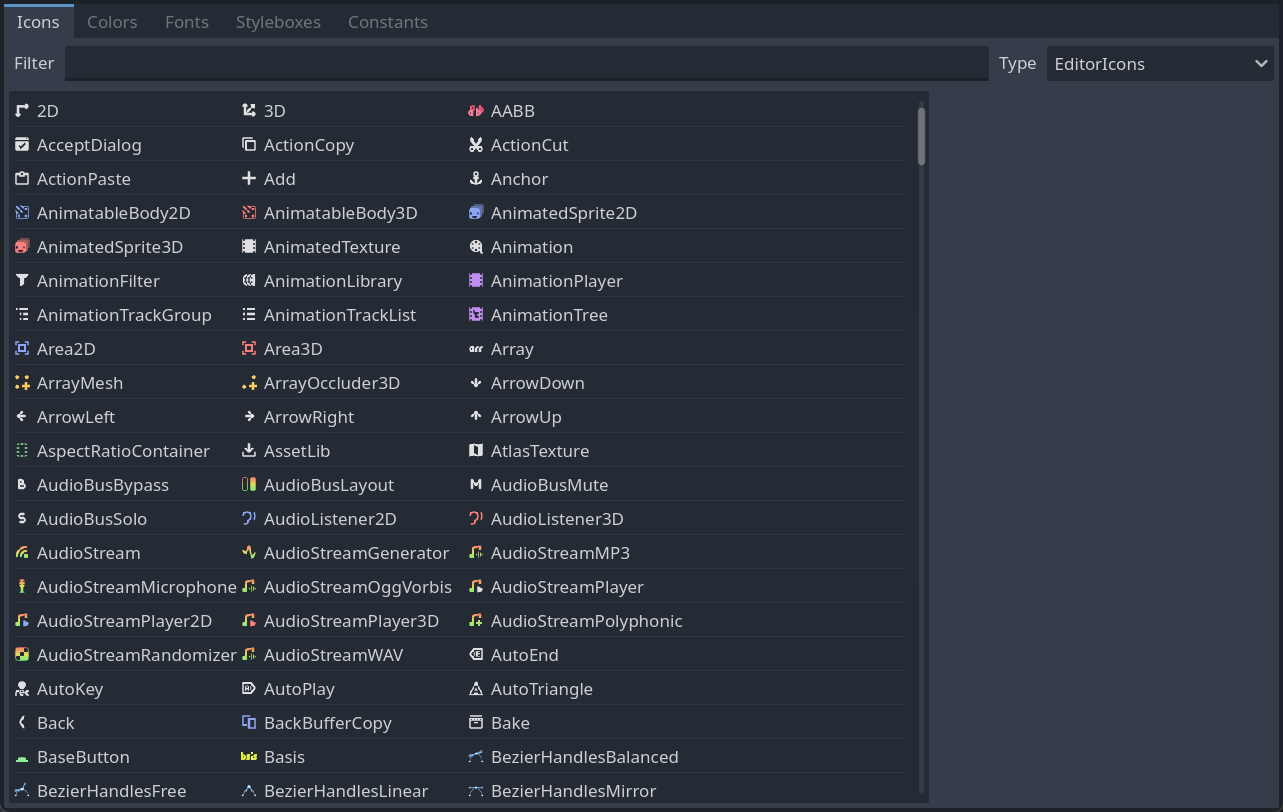 Icons Colors Fonts Styleboxes Constants
Filter Type EditorIcons
2D 3D AABB
AcceptDialog ActionCopy ActionCut
ActionPaste Add Anchor
AnimatableBody2D AnimatableBody3D AnimatedSprite2D
AnimatedSprite3D AnimatedTexture Animation
AnimationFilter AnimationLibrary AnimationPlayer
AnimationTrackGroup AnimationTrackList AnimationTree
Area2D Area3D Array
ArrayMesh ArrayOccluder3D ArrowDown
ArrowLeft ArrowRight ArrowUp
AspectRatioContainer AssetLib AtlasTexture
AudioBusBypass AudioBusLayout AudioBusMute
AudioBusSolo AudioListener2D AudioListener3D
AudioStream AudioStreamGenerator AudioStreamMP3
AudioStreamMicrophone AudioStreamOggVorbis AudioStreamPlayer
AudioStreamPlayer2D AudioStreamPlayer3D AudioStreamPolyphonic
AudioStreamRandomizer AudioStreamWAV AutoEnd
AutoKey AutoPlay AutoTriangle
Back BackBufferCopy Bake
BaseButton Basis BezierHandlesBalanced
BezierHandlesFree BezierHandlesLinear BezierHandlesMirror